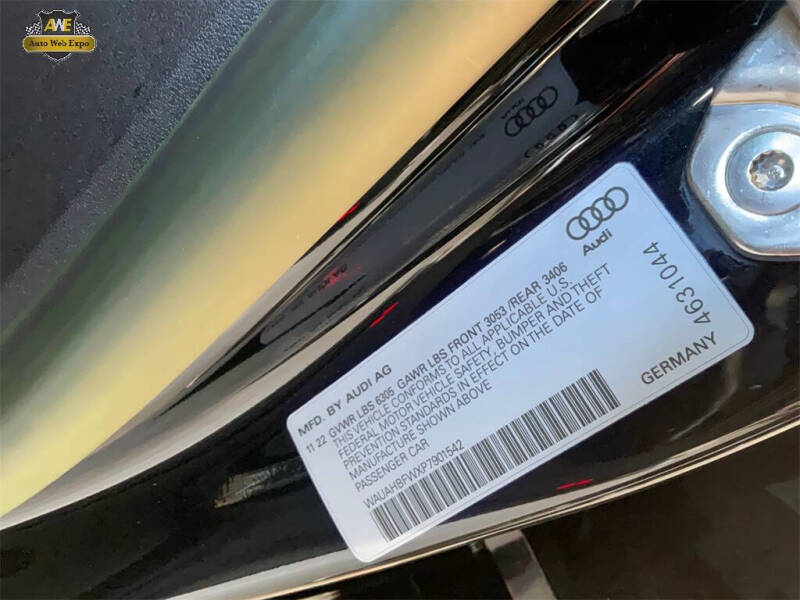 AWE
Auto Web Expo
Audi
MFD. BY AUDI AG
11 22 GVWR LBS 6305 GAWR LBS FRONT 3053 /REAR 3406
THIS VEHICLE CONFORMS TO ALL APPLICABLE U.S.
FEDERAL MOTOR VEHICLE SAFETY, BUMPER AND THEFT
PREVENTION STANDARDS IN EFFECT ON THE DATE OF
MANUFACTURE SHOWN ABOVE
PASSENGER CAR
WAUAHBFWXP7901542
GERMANY
4631044